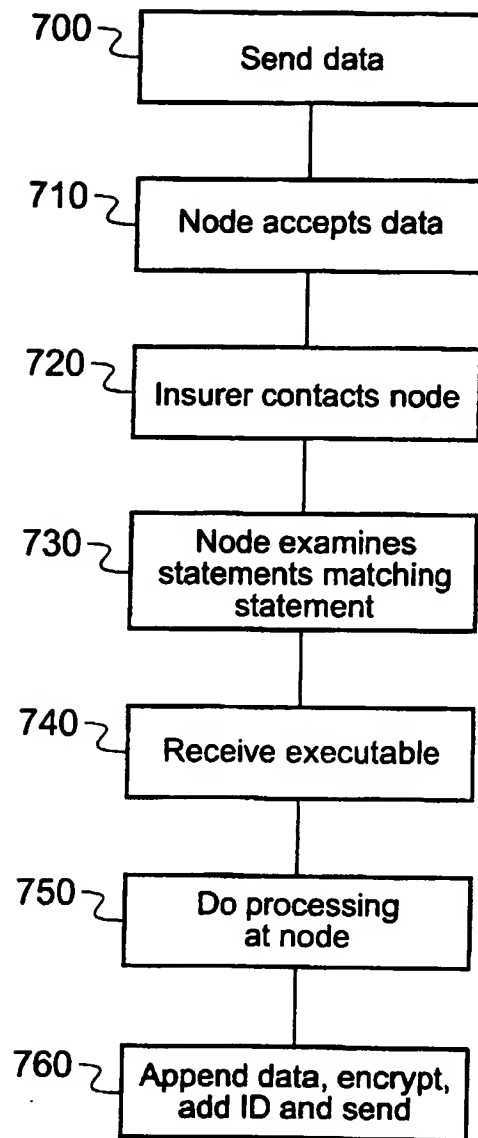 700
Send data
710
Node accepts data
720
Insurer contacts node
730
Node examines
statements matching
statement
740
Receive executable
750
Do processing
at node
760
Append data, encrypt,
add ID and send